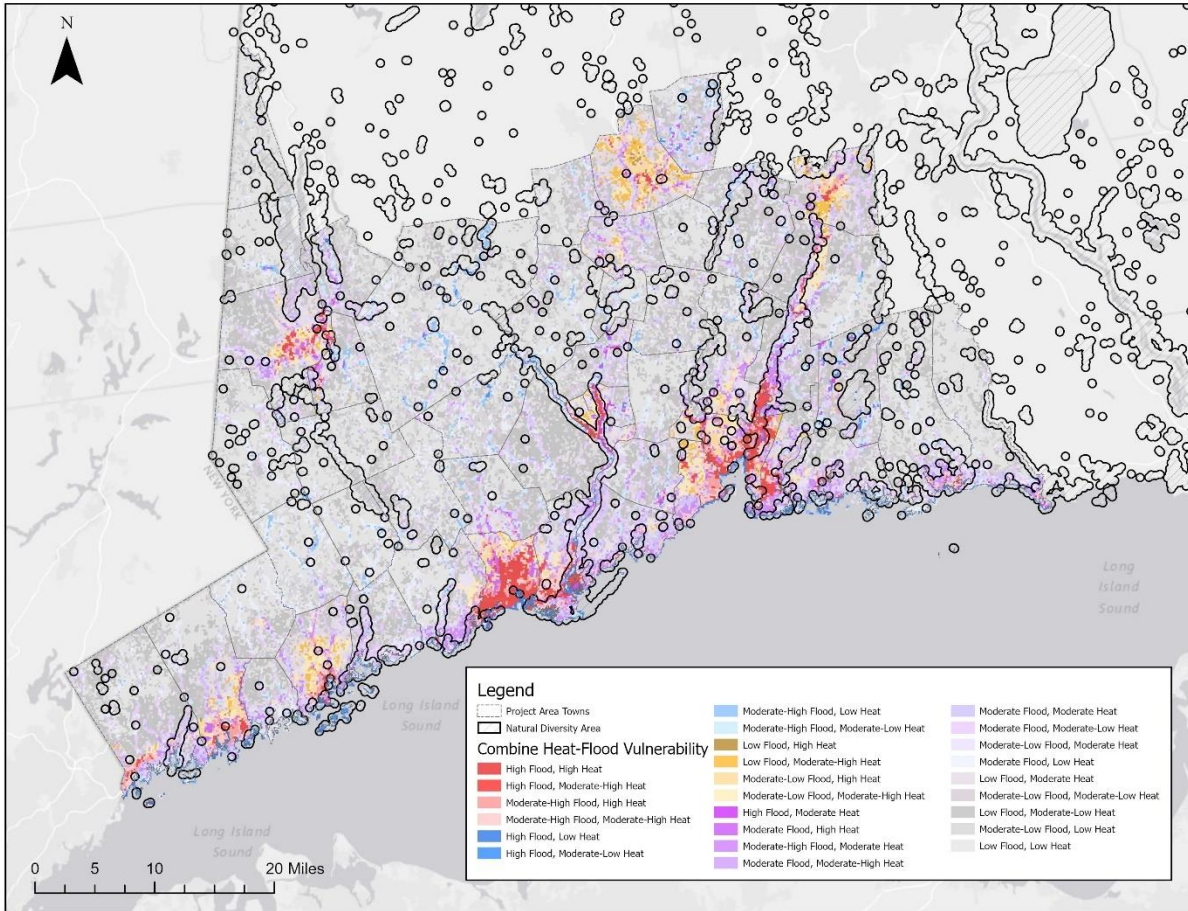 N
NEW YORK
Long
Island
Sound
Long Island
Sound
Long Island
Sound
0 5 10 20 Miles
Legend
Project Area Towns
Natural Diversity Area
Combine Heat-Flood Vulnerability
High Flood, High Heat
High Flood, Moderate-High Heat
Moderate-High Flood, High Heat
Moderate-High Flood, Moderate-High Heat
High Flood, Low Heat
High Flood, Moderate-Low Heat
Moderate-High Flood, Low Heat
Moderate-High Flood, Moderate-Low Heat
Low Flood, High Heat
Low Flood, Moderate-High Heat
Moderate-Low Flood, High Heat
Moderate-Low Flood, Moderate-High Heat
High Flood, Moderate Heat
Moderate Flood, High Heat
Moderate-High Flood, Moderate Heat
Moderate Flood, Moderate-High Heat
Moderate Flood, Moderate Heat
Moderate Flood, Moderate-Low Heat
Moderate-Low Flood, Moderate Heat
Moderate Flood, Low Heat
Low Flood, Moderate Heat
Moderate-Low Flood, Moderate-Low Heat
Low Flood, Moderate-Low Heat
Moderate-Low Flood, Low Heat
Low Flood, Low Heat